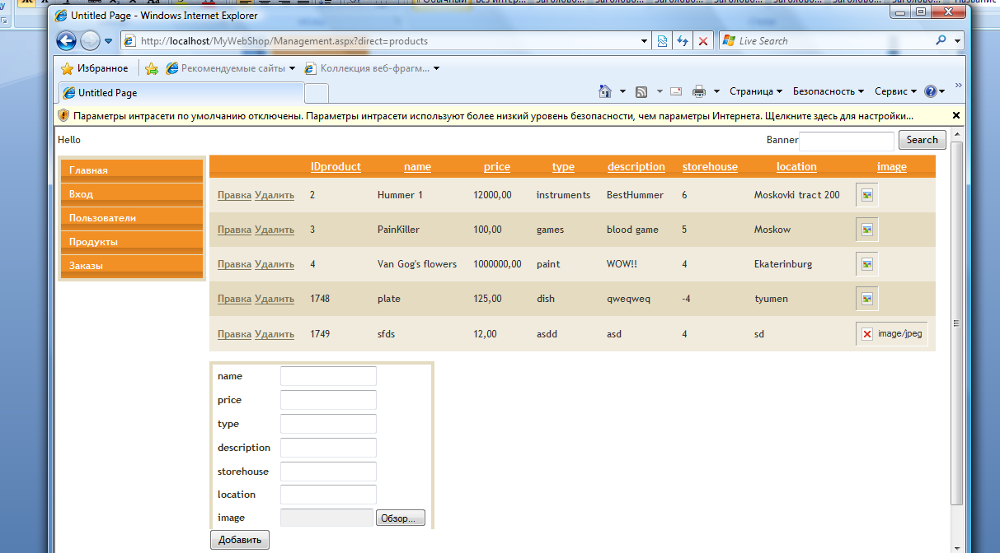 Untitled Page - Windows Internet Explorer
http://localhost/MyWebShop/Management.aspx?direct=products
Live Search
Избранное
Рекомендуемые сайты
Коллекция веб-фрагм...
Untitled Page
Страница
Безопасность
Сервис
Параметры интрасети по умолчанию отключены. Параметры интрасети используют более низкий уровень безопасности, чем параметры Интернета. Щелкните здесь для настройки...
Hello
Banner Search
Главная
Вход
Пользователи
Продукты
Заказы
IDproduct name price type description storehouse location image
Правка Удалить 2 Hummer 1 12000,00 instruments BestHummer 6 Moskovki tract 200
Правка Удалить 3 PainKiller 100,00 games blood game 5 Moskow
Правка Удалить 4 Van Gog's flowers 1000000,00 paint WOW!! 4 Ekaterinburg
Правка Удалить 1748 plate 125,00 dish qweqweq -4 tyumen
Правка Удалить 1749 sfds 12,00 asdd asd 4 sd image/jpeg
name
price
type
description
storehouse
location
image Обзор...
Добавить